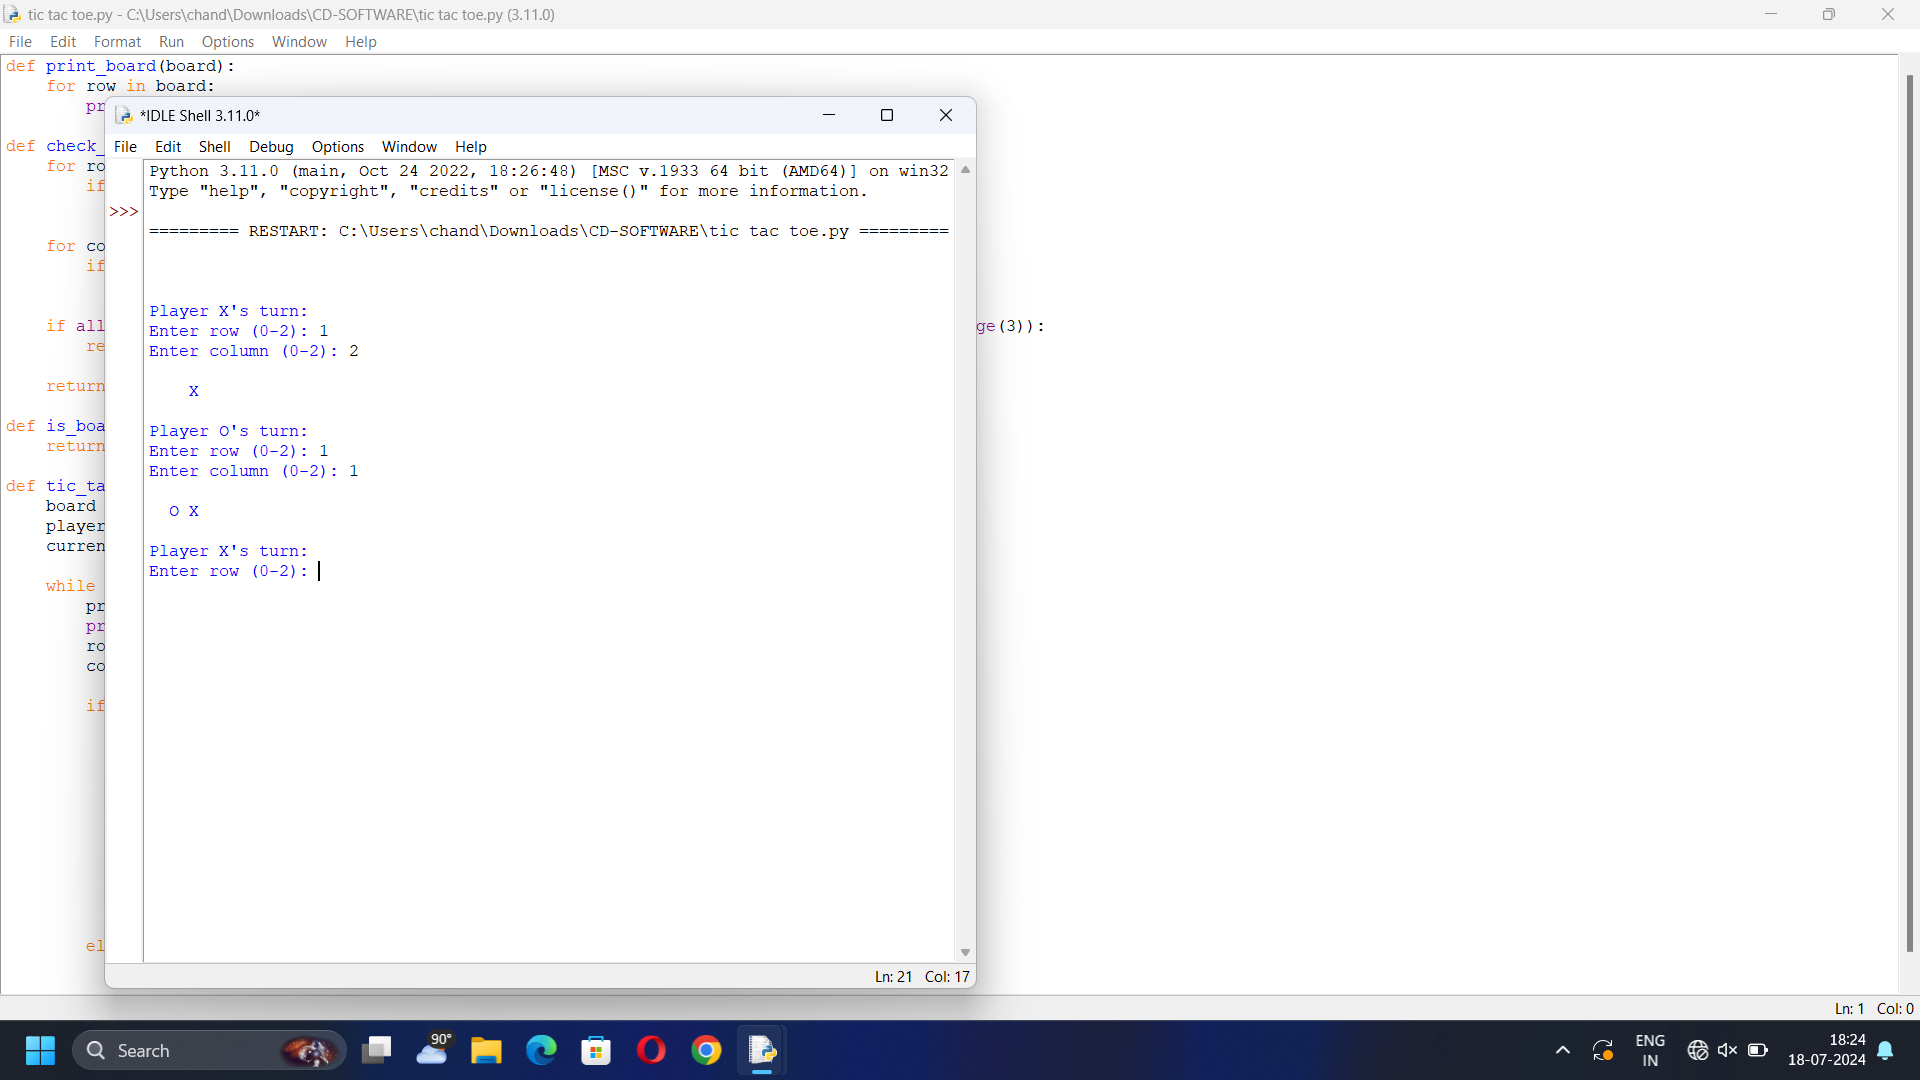 tic tac toe.py - C:\Users\chand\Downloads\CD-SOFTWARE\tic tac toe.py (3.11.0)
File Edit Format Run Options Window Help
def print_board(board):
for row in board:
pr
*IDLE Shell 3.11.0*
File Edit Shell Debug Options Window Help
def check_
for ro
if
for co
if
if all
ge(3)):
re
return
def is_boa
return
def tic_ta
board
player
curren
while
pr
pr
ro
co
if
el
Python 3.11.0 (main, Oct 24 2022, 18:26:48) [MSC v.1933 64 bit (AMD64)] on win32
Type "help", "copyright", "credits" or "license()" for more information.
>>>
========= RESTART: C:\Users\chand\Downloads\CD-SOFTWARE\tic tac toe.py =========
Player X's turn:
Enter row (0-2): 1
Enter column (0-2): 2
X
Player O's turn:
Enter row (0-2): 1
Enter column (0-2): 1
O X
Player X's turn:
Enter row (0-2):
Ln: 21 Col: 17
Ln: 1 Col: 0
Search
90°
ENG
IN
18:24
18-07-2024